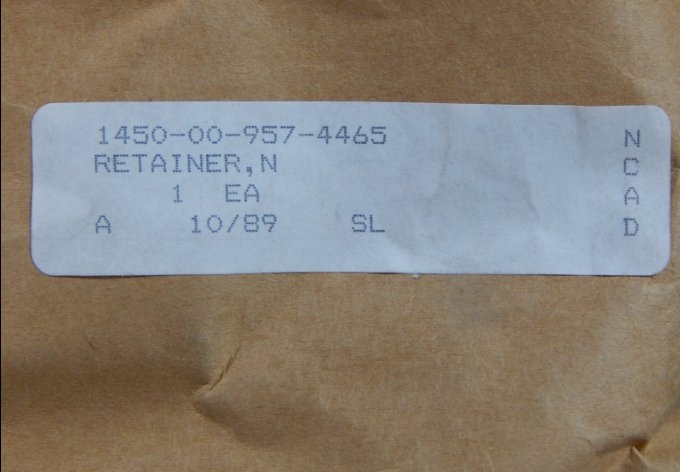 1450-00-957-4465
RETAINER,N
1 EA
A 10/89 SL
N
C
A
D